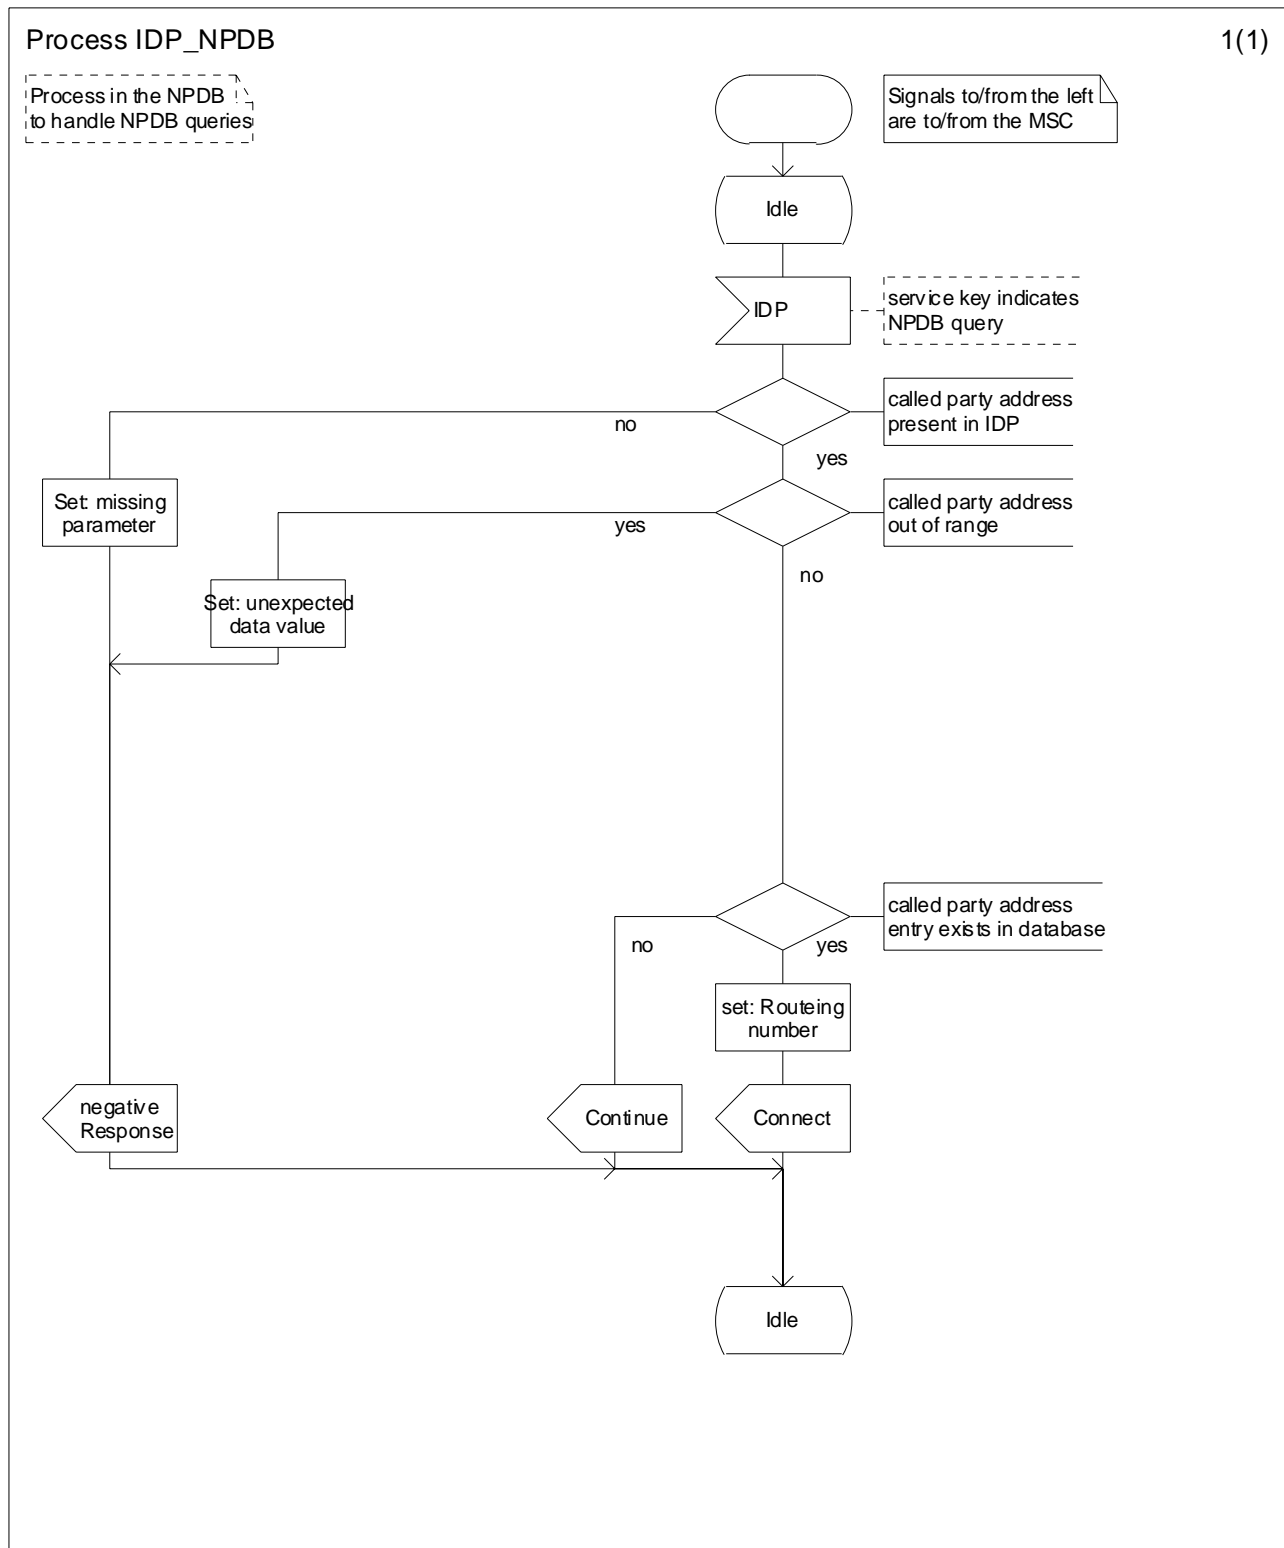 Process IDP_NPDB
1(1)
Process in the NPDB
to handle NPDB queries
Signals to/from the left
are to/from the MSC
Idle
IDP
service key indicates
NPDB query
called party address
present in IDP
no
yes
Set: missing
parameter
called party address
out of range
yes
no
Set: unexpected
data value
called party address
entry exists in database
no
yes
set: Routeing
number
negative
Response
Continue
Connect
Idle